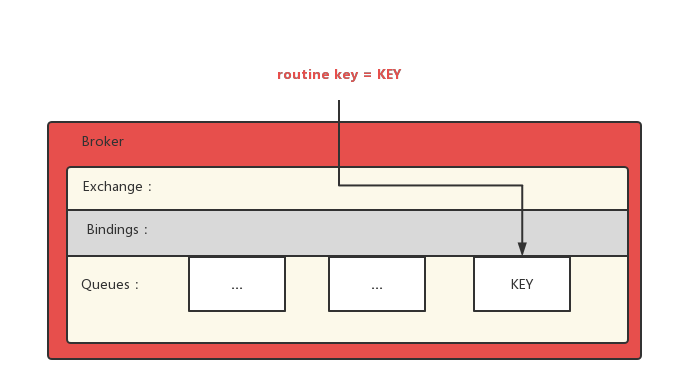 routine key = KEY
Broker
Exchange :
Bindings :
Queues :
...
...
KEY